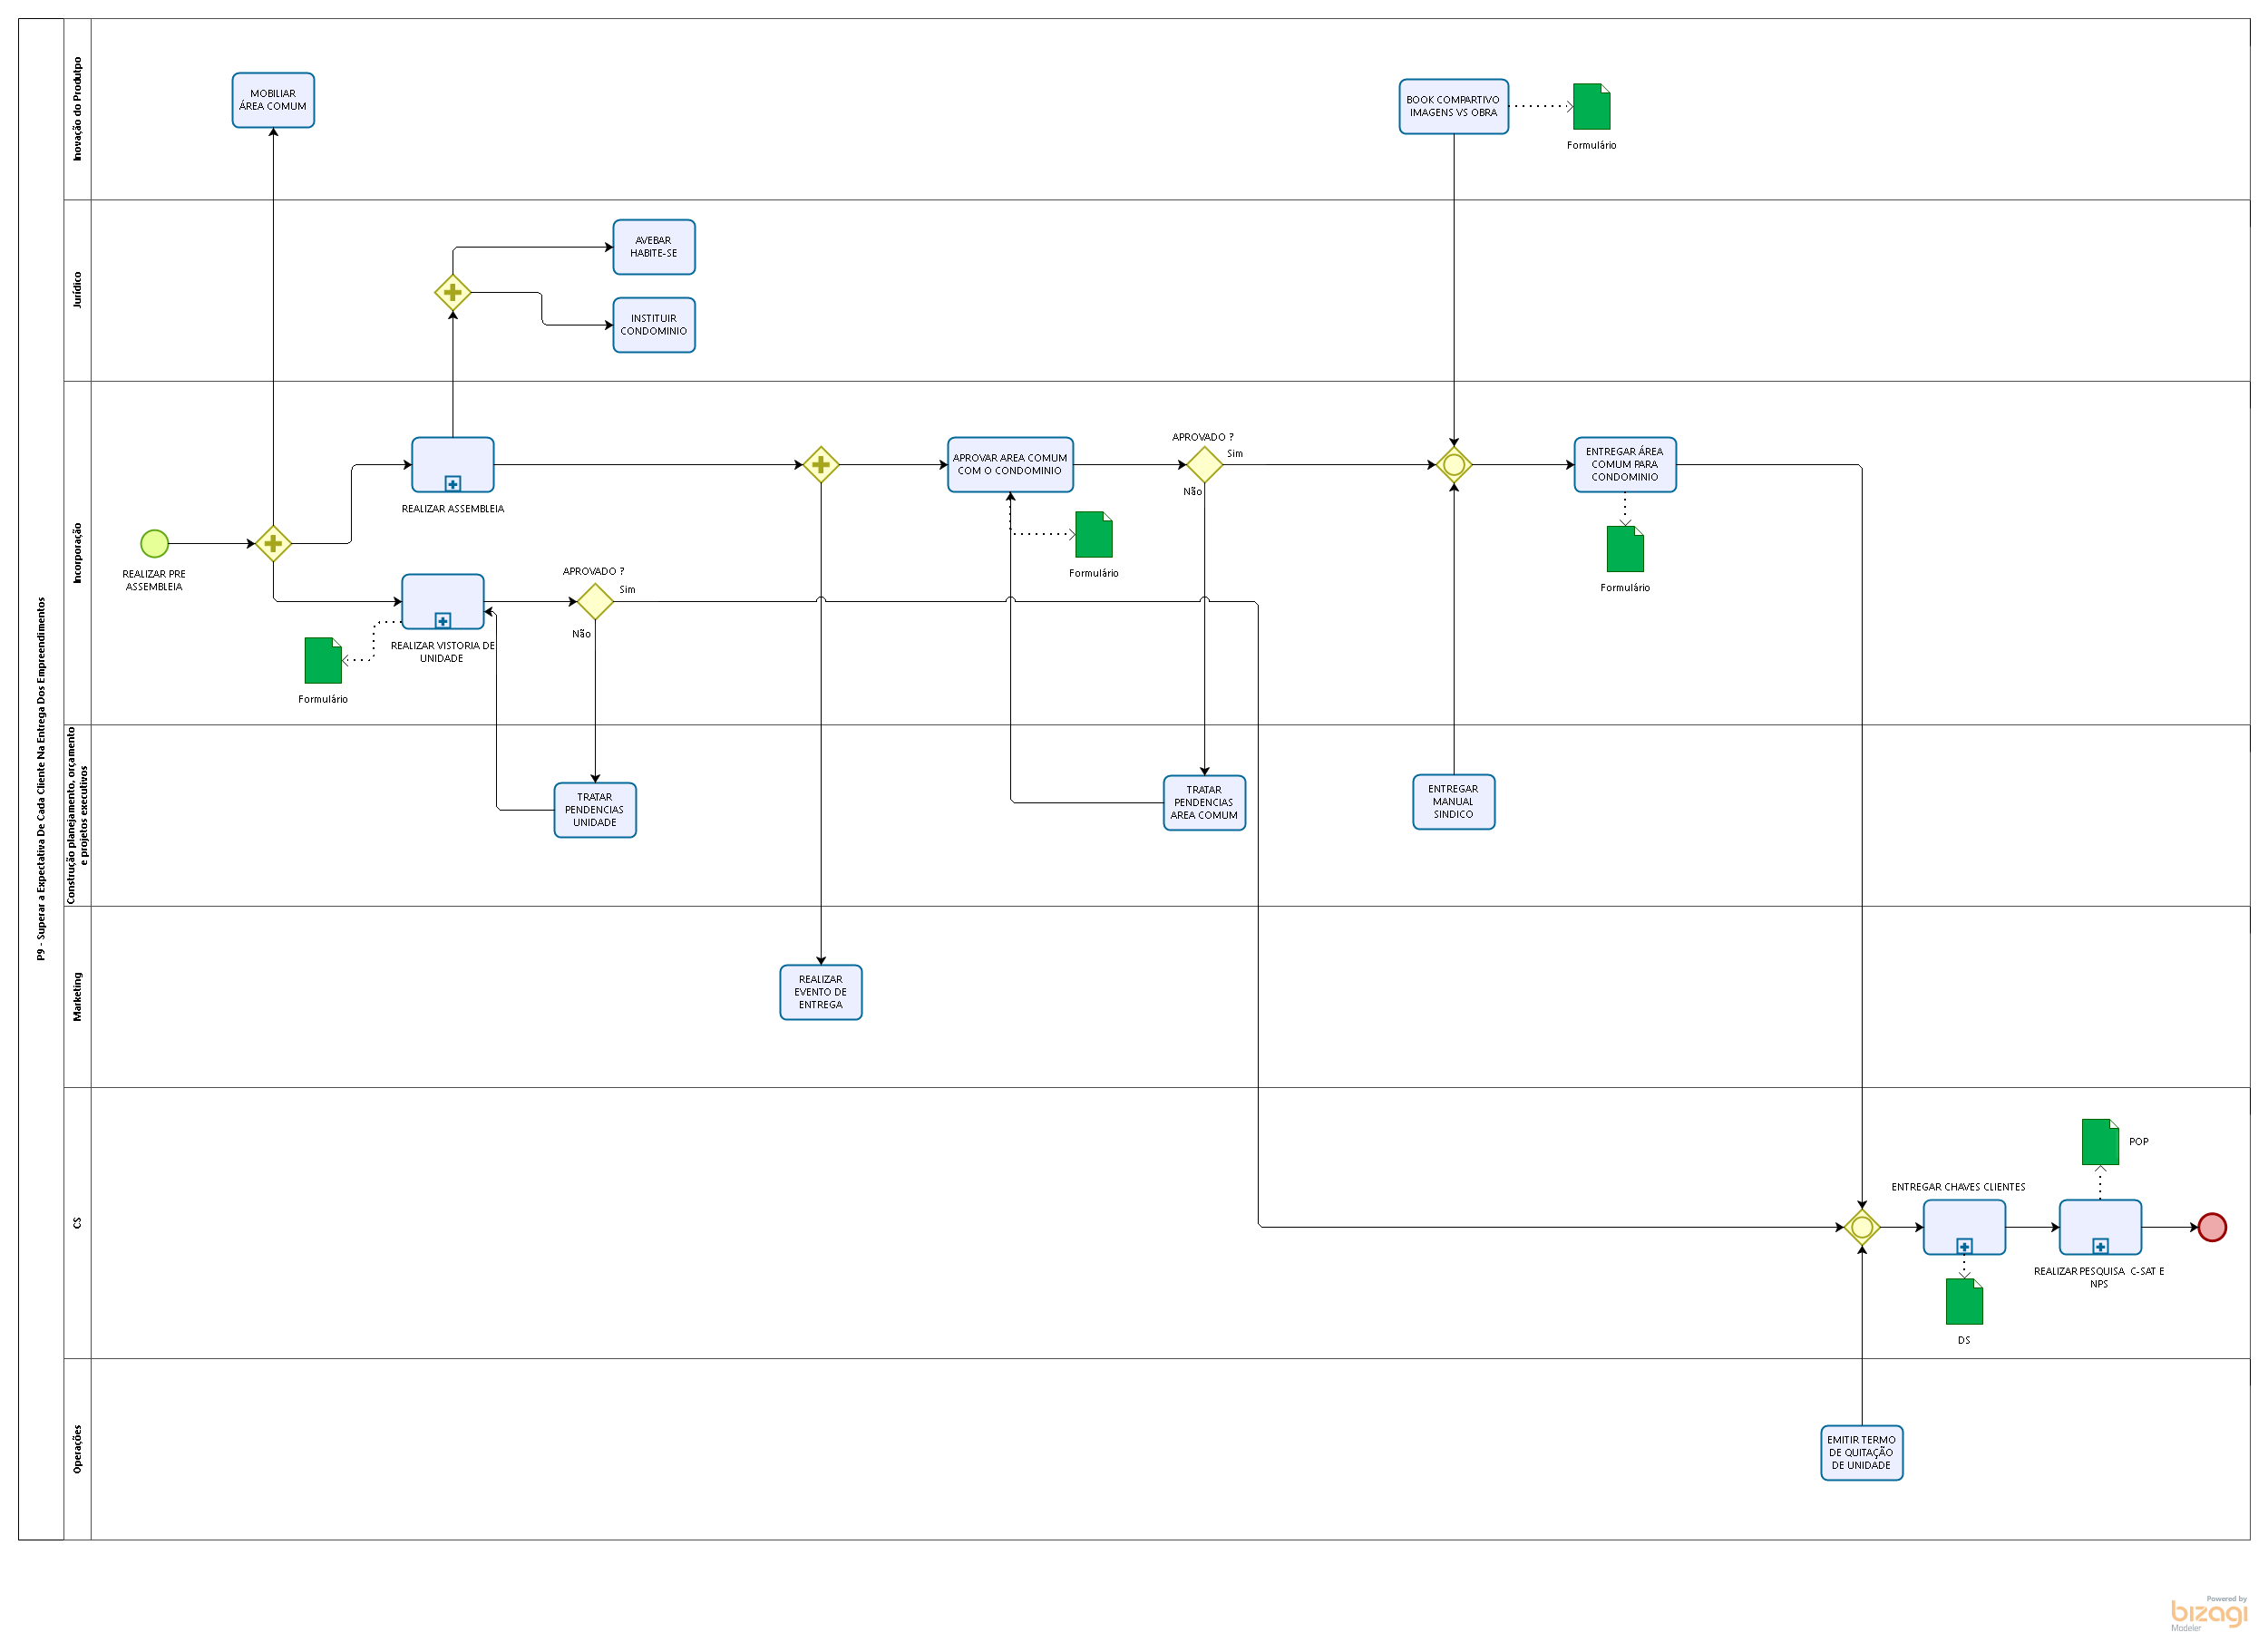 P9 - Superar a Expectativa De Cada Cliente Na Entrega Dos Empreendimentos
Inovação do Produtpo
MOBILIAR
ÁREA COMUM
BOOK COMPARTIVO
IMAGENS VS OBRA
Formulário
Jurídico
AVEBAR
HABITE-SE
INSTITUIR
CONDOMINIO
Incorporação
REALIZAR PRE
ASSEMBLEIA
REALIZAR ASSEMBLEIA
APROVAR AREA COMUM
COM O CONDOMINIO
Formulário
APROVADO ?
Sim
Não
ENTREGAR ÁREA
COMUM PARA
CONDOMINIO
Formulário
REALIZAR VISTORIA DE
UNIDADE
Formulário
APROVADO ?
Sim
Não
Construção planejamento, orçamento
e projetos executivos
TRATAR
PENDENCIAS
UNIDADE
TRATAR
PENDENCIAS
AREA COMUM
ENTREGAR
MANUAL
SINDICO
Marketing
REALIZAR
EVENTO DE
ENTREGA
CS
POP
ENTREGAR CHAVES CLIENTES
REALIZAR PESQUISA C-SAT E
NPS
DS
Operações
EMITIR TERMO
DE QUITAÇÃO
DE UNIDADE
Powered by
bizagi
Modeler